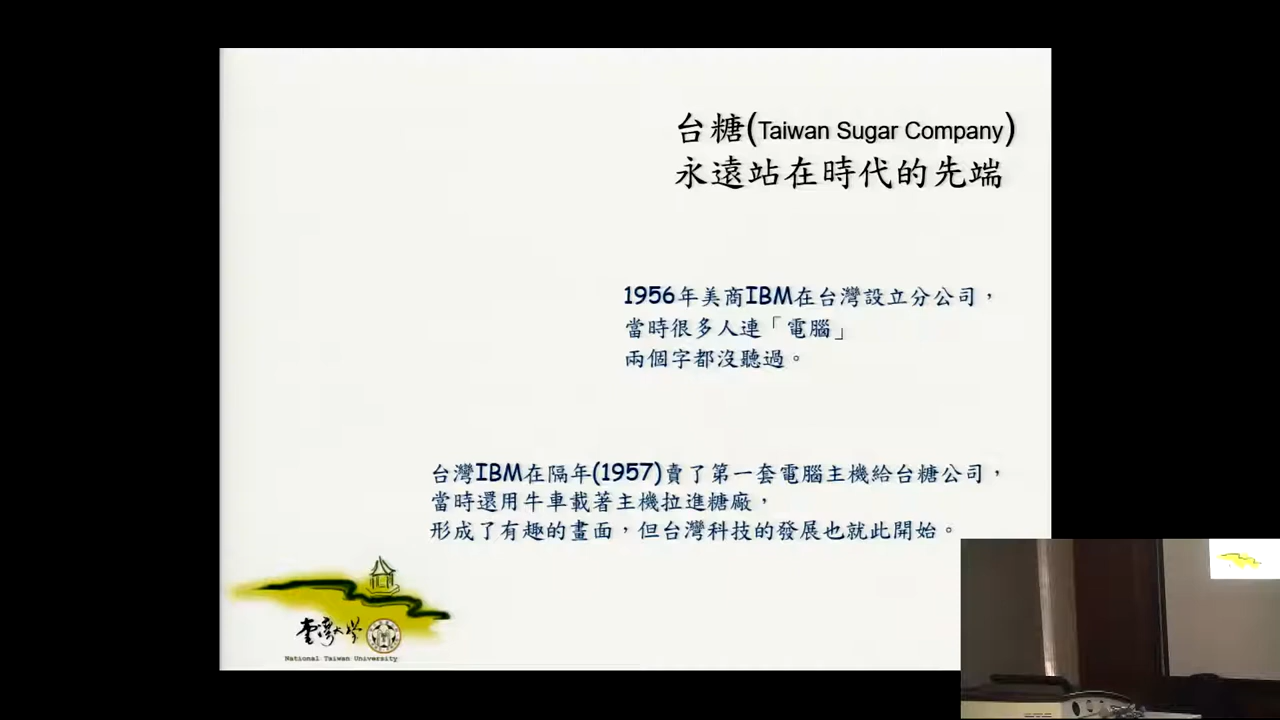 台糖(Taiwan Sugar Company)
永遠站在時代的先端
1956年美商IBM在台灣設立分公司，
當時很多人連「電腦」
兩個字都沒聽過。
台灣IBM在隔年(1957)賣了第一套電腦主機給台糖公司，
當時還用牛車載著主機拉進糖廠，
形成了有趣的畫面，但台灣科技的發展也就此開始。
臺灣大學
National Taiwan University